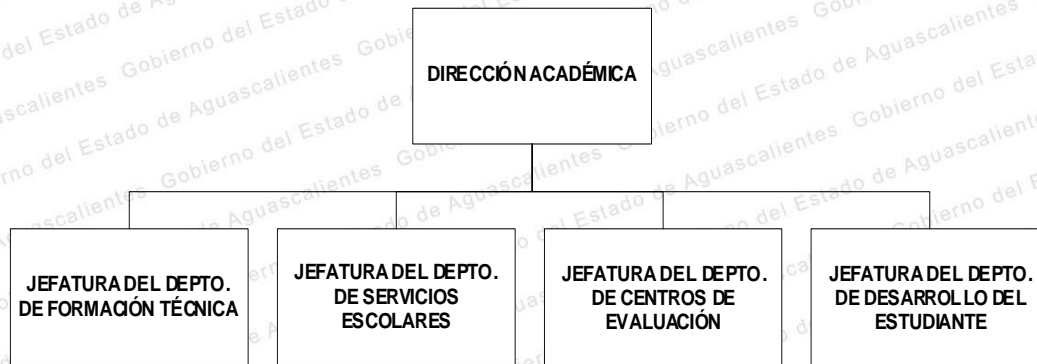 DIRECCIÓN ACADÉMICA
JEFATURA DEL DEPTO.
DE FORMACIÓN TÉCNICA
JEFATURA DEL DEPTO.
DE SERVICIOS
ESCOLARES
JEFATURA DEL DEPTO.
DE CENTROS DE
EVALUACIÓN
JEFATURA DEL DEPTO.
DE DESARROLLO DEL
ESTUDIANTE